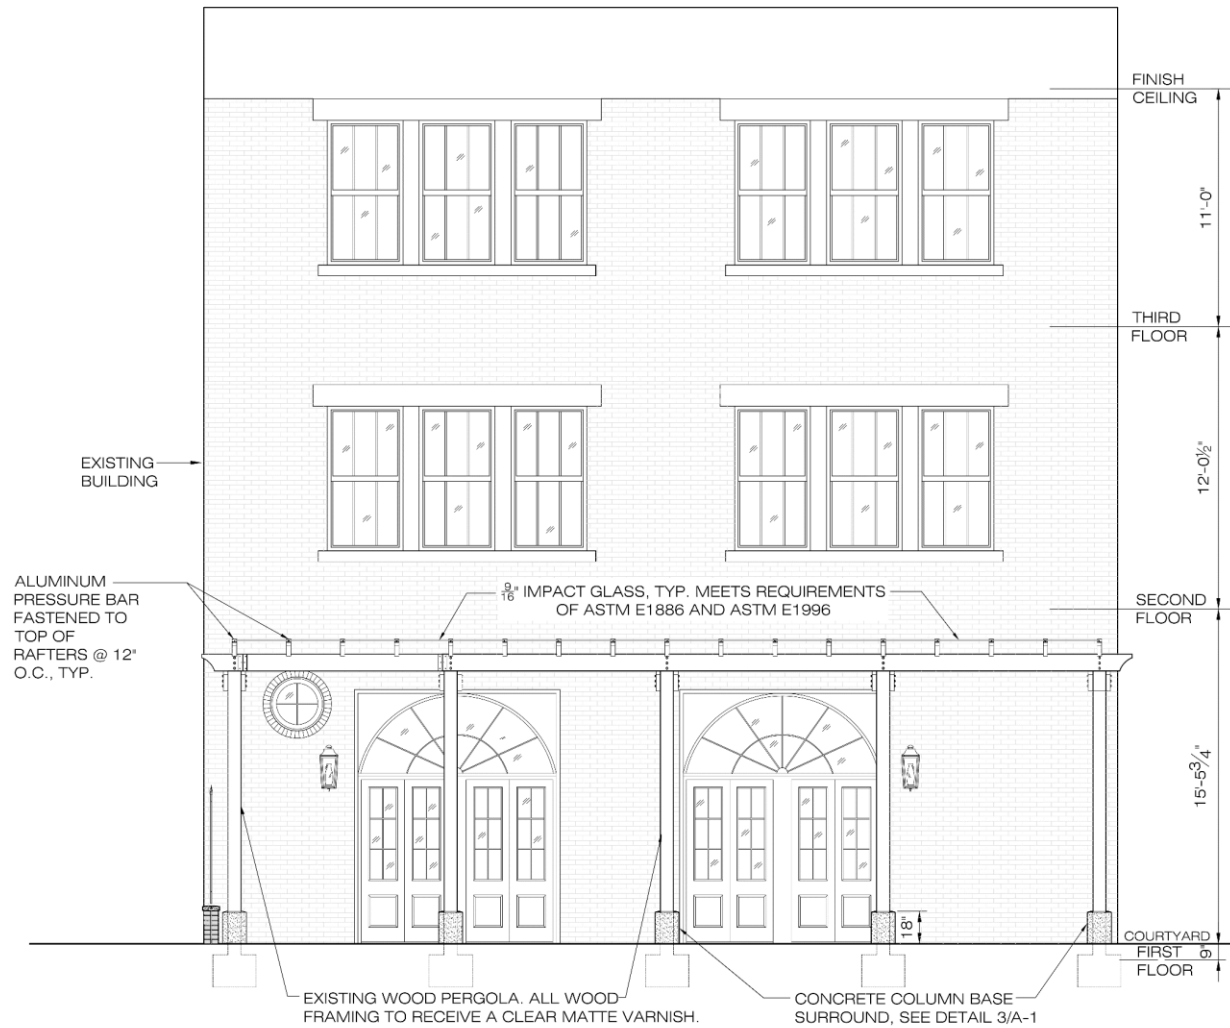 FINISH
CEILING
11'-0"
THIRD
FLOOR
EXISTING
BUILDING
12'-0½"
ALUMINUM
PRESSURE BAR
FASTENED TO
TOP OF
RAFTERS @ 12"
O.C., TYP.
9/16" IMPACT GLASS, TYP. MEETS REQUIREMENTS
OF ASTM E1886 AND ASTM E1996
SECOND
FLOOR
15'-5¾"
18"
COURTYARD
FIRST
FLOOR
9"
EXISTING WOOD PERGOLA. ALL WOOD
FRAMING TO RECEIVE A CLEAR MATTE VARNISH.
CONCRETE COLUMN BASE
SURROUND, SEE DETAIL 3/A-1